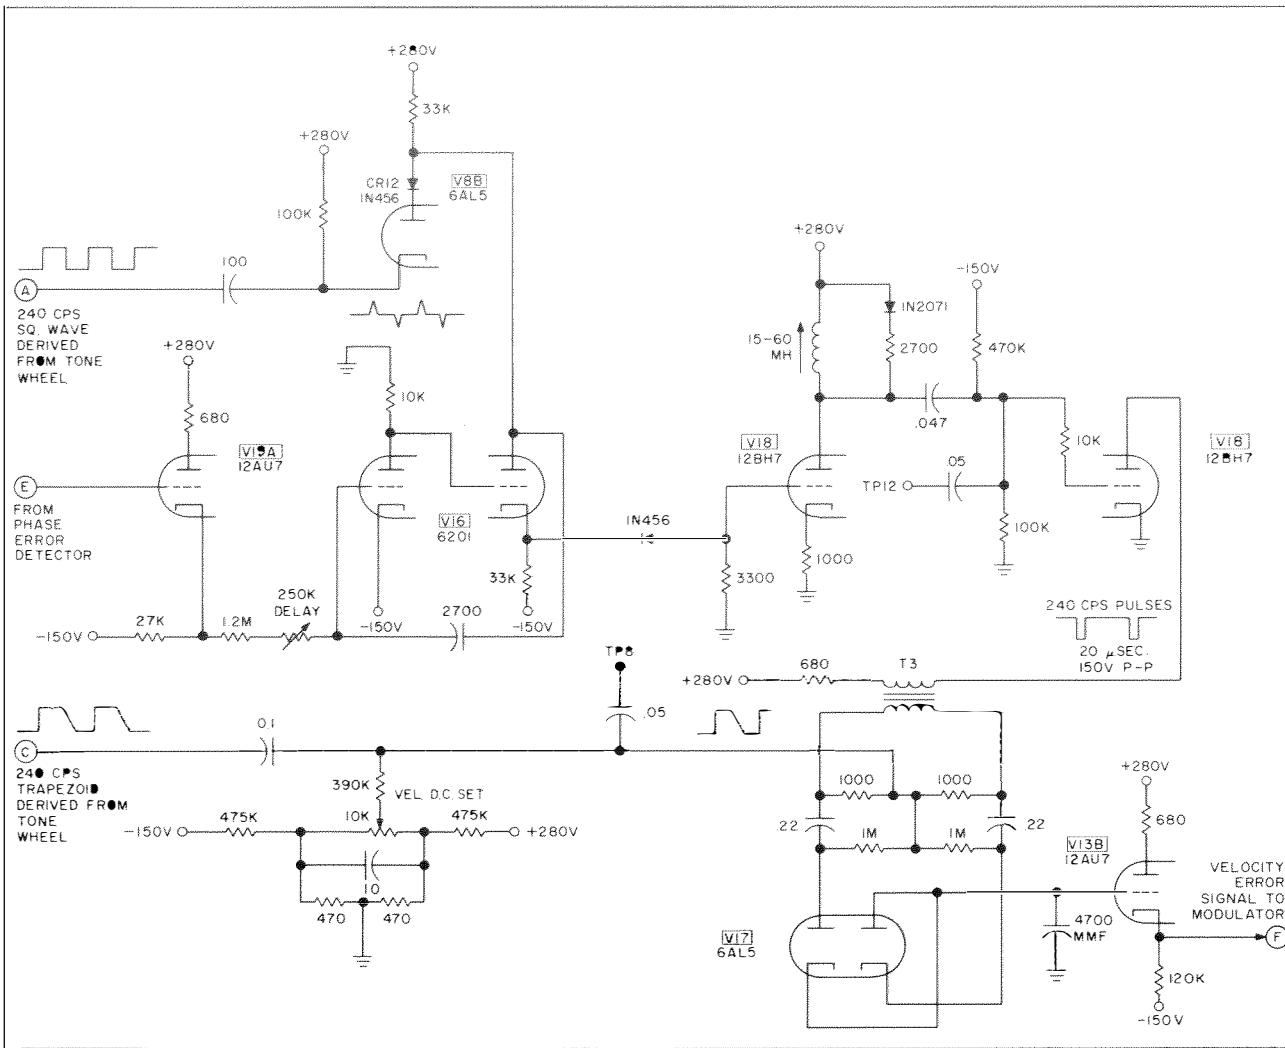 +280V
33K
+280V
CR12
1N456
V8B
6AL5
100K
100
A
240 CPS
SQ. WAVE
DERIVED
FROM TONE
WHEEL
+280V
680
10K
V19A
12AU7
E
FROM
PHASE
ERROR
DETECTOR
V16
6201
33K
-150V
27K
1.2M
250K
DELAY
-150V
2700
-150V
1N456
3300
+280V
15-60
MH
1N2071
2700
-150V
470K
.047
V18
12BH7
TP12
.05
10K
V18
12BH7
1000
100K
240 CPS PULSES
20 µSEC.
150V P-P
+280V
680
T3
TP8
.05
C
240 CPS
TRAPEZOID
DERIVED FROM
TONE
WHEEL
0.1
390K
VEL. D.C. SET
-150V
475K
10K
475K
+280V
10
470
470
1000
1000
.22
.22
1M
1M
V17
6AL5
+280V
680
V13B
12AU7
4700
MMF
VELOCITY
ERROR
SIGNAL TO
MODULATOR
F
120K
-150V